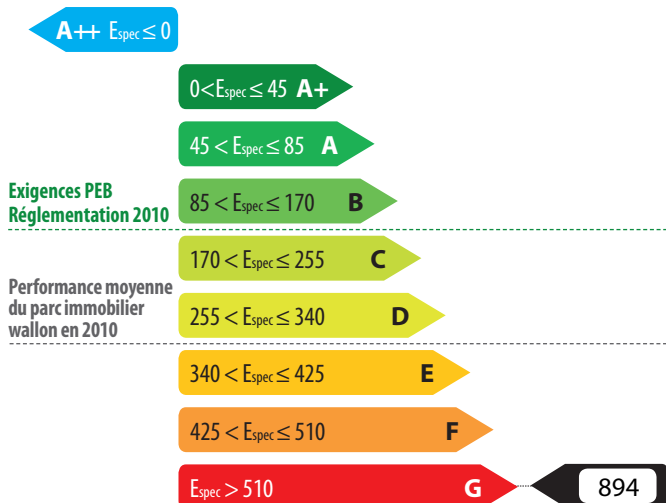 A++ Espec ≤ 0
0 < Espec ≤ 45 A+
45 < Espec ≤ 85 A
Exigences PEB
Réglementation 2010
85 < Espec ≤ 170 B
170 < Espec ≤ 255 C
Performance moyenne
du parc immobilier
wallon en 2010
255 < Espec ≤ 340 D
340 < Espec ≤ 425 E
425 < Espec ≤ 510 F
Espec > 510 G 894